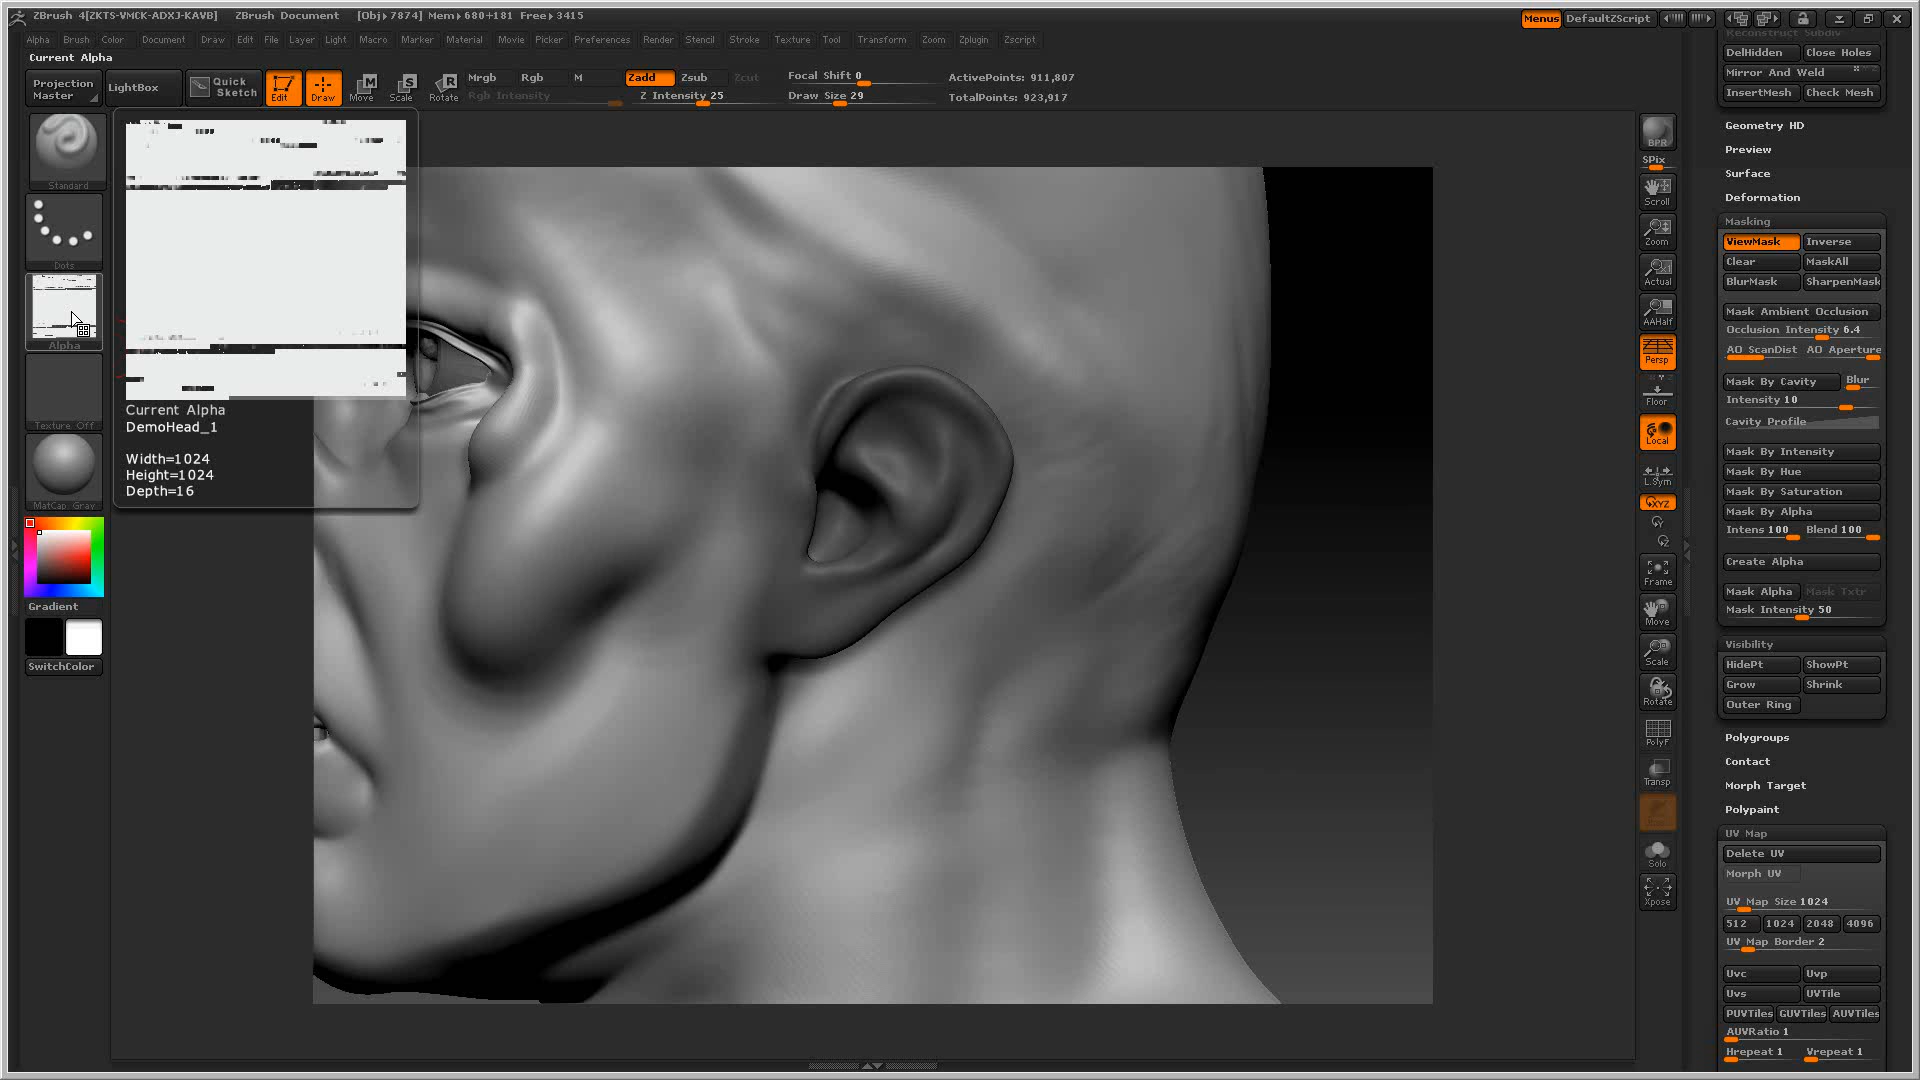 ZBrush 4[ZKTS-VMCK-ADXJ-KAVB] ZBrush Document [Obj▸7874] Mem▸680+181 Free▸3415 Menus DefaultZScript
Alpha Brush Color Document Draw Edit File Layer Light Macro Marker Material Movie Picker Preferences Render Stencil Stroke Texture Tool Transform Zoom Zplugin Zscript
Current Alpha
Projection Master
LightBox
Quick Sketch
Edit
Draw
Move
Scale
Rotate
Mrgb Rgb M
Rgb Intensity
Zadd Zsub Zcut
Z Intensity 25
Focal Shift 0
Draw Size 29
ActivePoints: 911,807
TotalPoints: 923,917
Standard
Dots
Alpha
Texture Off
MatCap Gray
Gradient
SwitchColor
Current Alpha
DemoHead_1
Width=1024
Height=1024
Depth=16
BPR
SPix
Scroll
Zoom
Actual
AAHalf
Persp
Floor
Local
L.Sym
XYZ
Y
Z
Frame
Move
Scale
Rotate
PolyF
Transp
Solo
Xpose
Reconstruct Subdiv
DelHidden Close Holes
Mirror And Weld
InsertMesh Check Mesh
Geometry HD
Preview
Surface
Deformation
Masking
ViewMask Inverse
Clear MaskAll
BlurMask SharpenMask
Mask Ambient Occlusion
Occlusion Intensity 6.4
AO ScanDist AO Aperture
Mask By Cavity Blur
Intensity 10
Cavity Profile
Mask By Intensity
Mask By Hue
Mask By Saturation
Mask By Alpha
Intens 100 Blend 100
Create Alpha
Mask Alpha Mask Txtr
Mask Intensity 50
Visibility
HidePt ShowPt
Grow Shrink
Outer Ring
Polygroups
Contact
Morph Target
Polypaint
UV Map
Delete UV
Morph UV
UV Map Size 1024
512 1024 2048 4096
UV Map Border 2
Uvc Uvp
Uvs UVTile
PUVTiles GUVTiles AUVTiles
AUVRatio 1
Hrepeat 1 Vrepeat 1